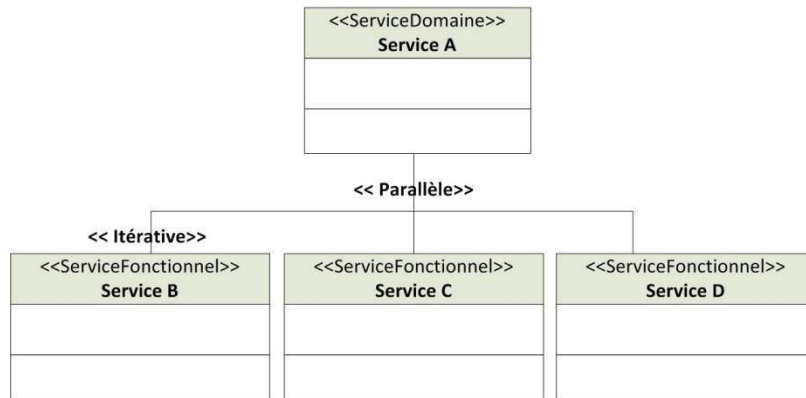 <<ServiceDomaine>>
Service A
<< Parallèle>>
<< Itérative>>
<<ServiceFonctionnel>>
Service B
<<ServiceFonctionnel>>
Service C
<<ServiceFonctionnel>>
Service D